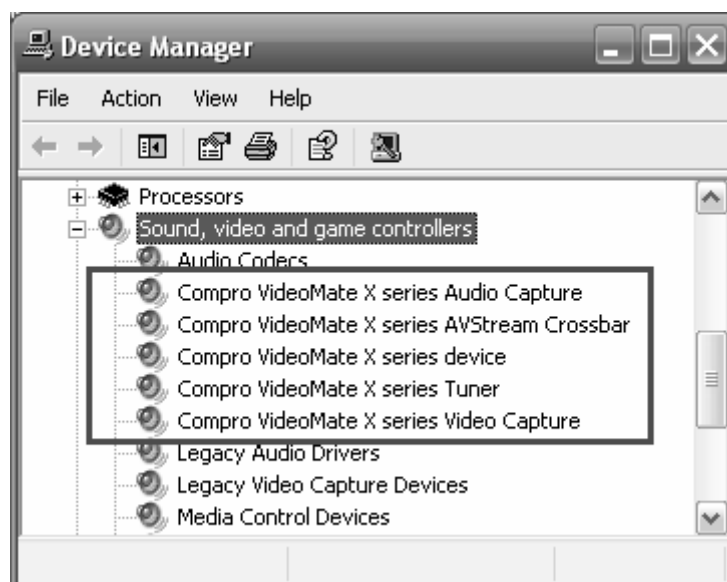 Device Manager
File Action View Help
Processors
Sound, video and game controllers
Audio Codecs
Compro VideoMate X series Audio Capture
Compro VideoMate X series AVStream Crossbar
Compro VideoMate X series device
Compro VideoMate X series Tuner
Compro VideoMate X series Video Capture
Legacy Audio Drivers
Legacy Video Capture Devices
Media Control Devices